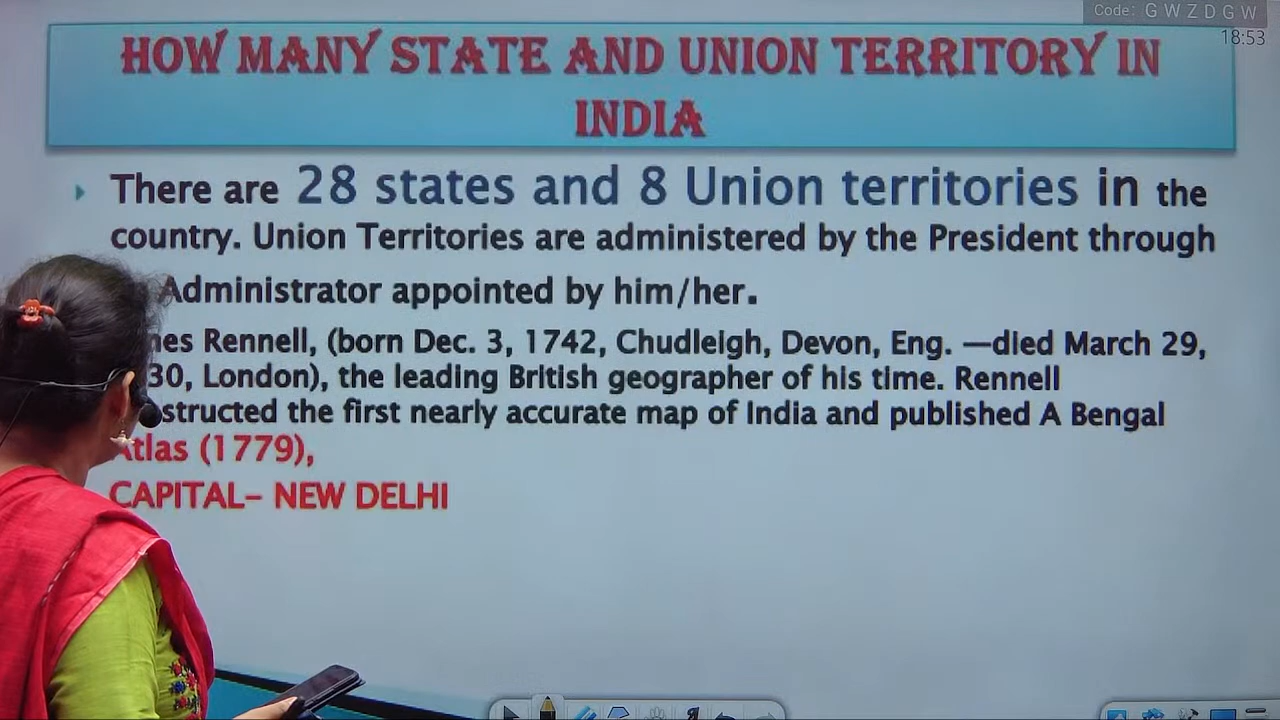 Code: G W Z D G W
18:53
HOW MANY STATE AND UNION TERRITORY IN
INDIA
There are 28 states and 8 Union territories in the
country. Union Territories are administered by the President through
Administrator appointed by him/her.
Rennell, (born Dec. 3, 1742, Chudleigh, Devon, Eng. —died March 29,
30, London), the leading British geographer of his time. Rennell
the first nearly accurate map of India and published A Bengal
Atlas (1779),
CAPITAL- NEW DELHI